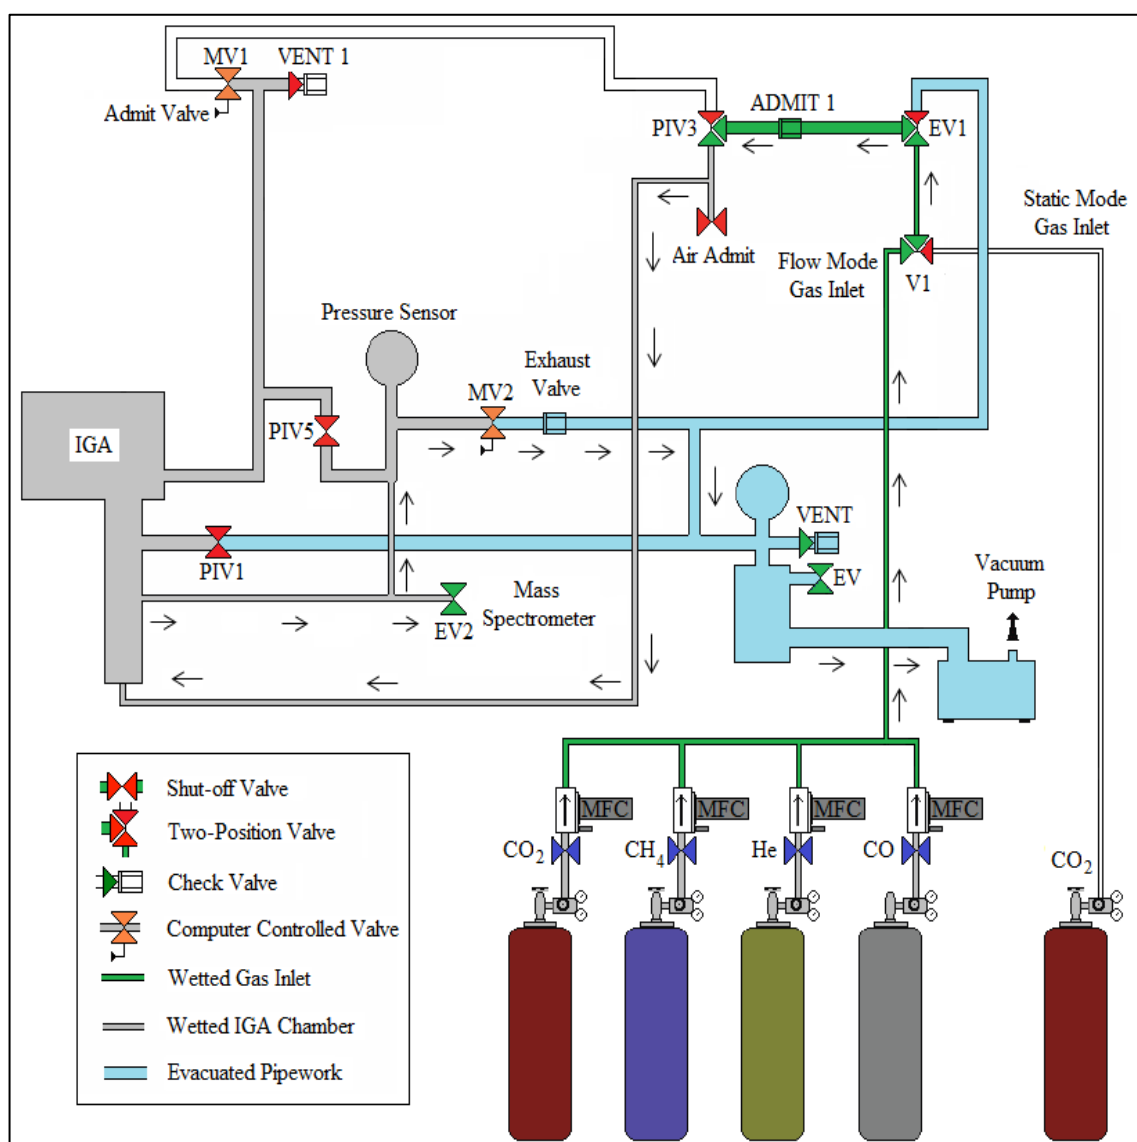 MV1
VENT 1
Admit Valve
PIV3
ADMIT 1
EV1
Static Mode
Gas Inlet
Air Admit
Flow Mode
Gas Inlet
V1
Pressure Sensor
Exhaust
Valve
MV2
IGA
PIV5
VENT
PIV1
EV
Vacuum
Pump
Mass
Spectrometer
EV2
Shut-off Valve
Two-Position Valve
Check Valve
Computer Controlled Valve
Wetted Gas Inlet
Wetted IGA Chamber
Evacuated Pipework
MFC
MFC
MFC
MFC
CO2
CH4
He
CO
CO2